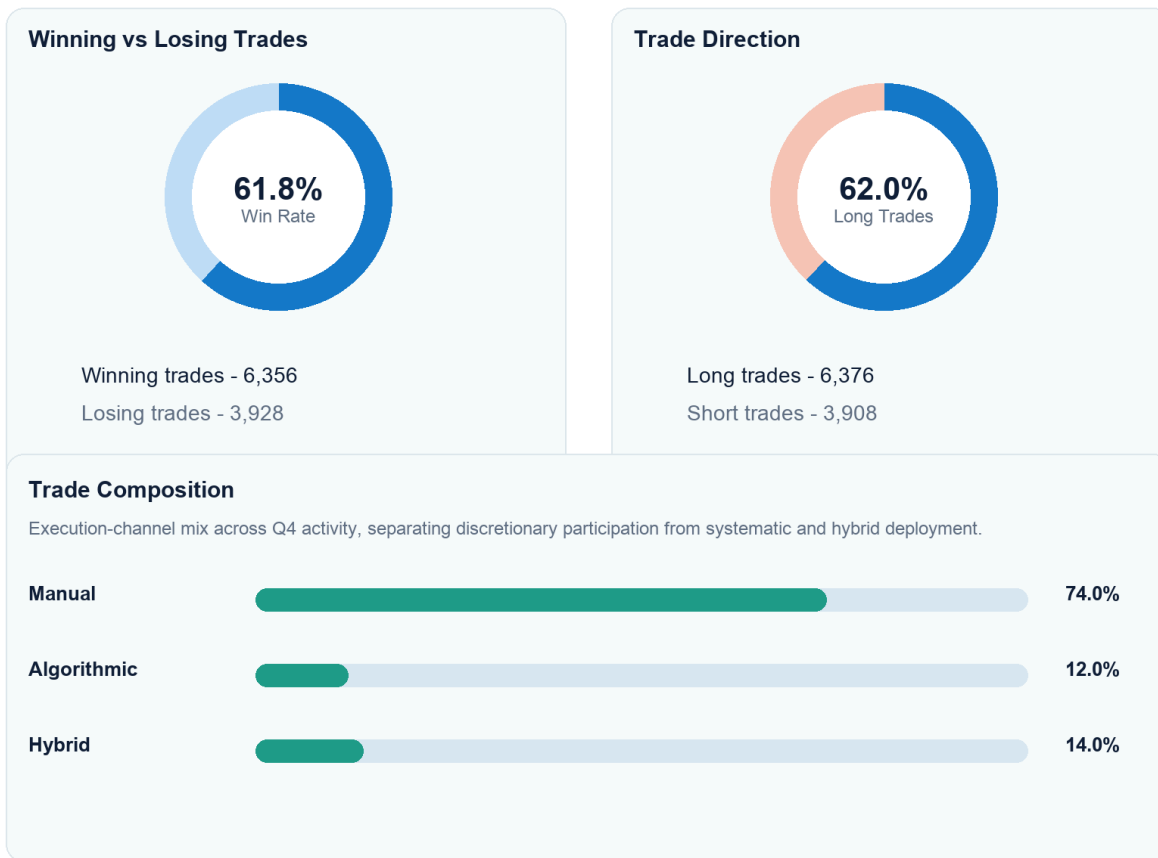 Winning vs Losing Trades
61.8%
Win Rate
Winning trades - 6,356
Losing trades - 3,928
Trade Direction
62.0%
Long Trades
Long trades - 6,376
Short trades - 3,908
Trade Composition
Execution-channel mix across Q4 activity, separating discretionary participation from systematic and hybrid deployment.
Manual 74.0%
Algorithmic 12.0%
Hybrid 14.0%